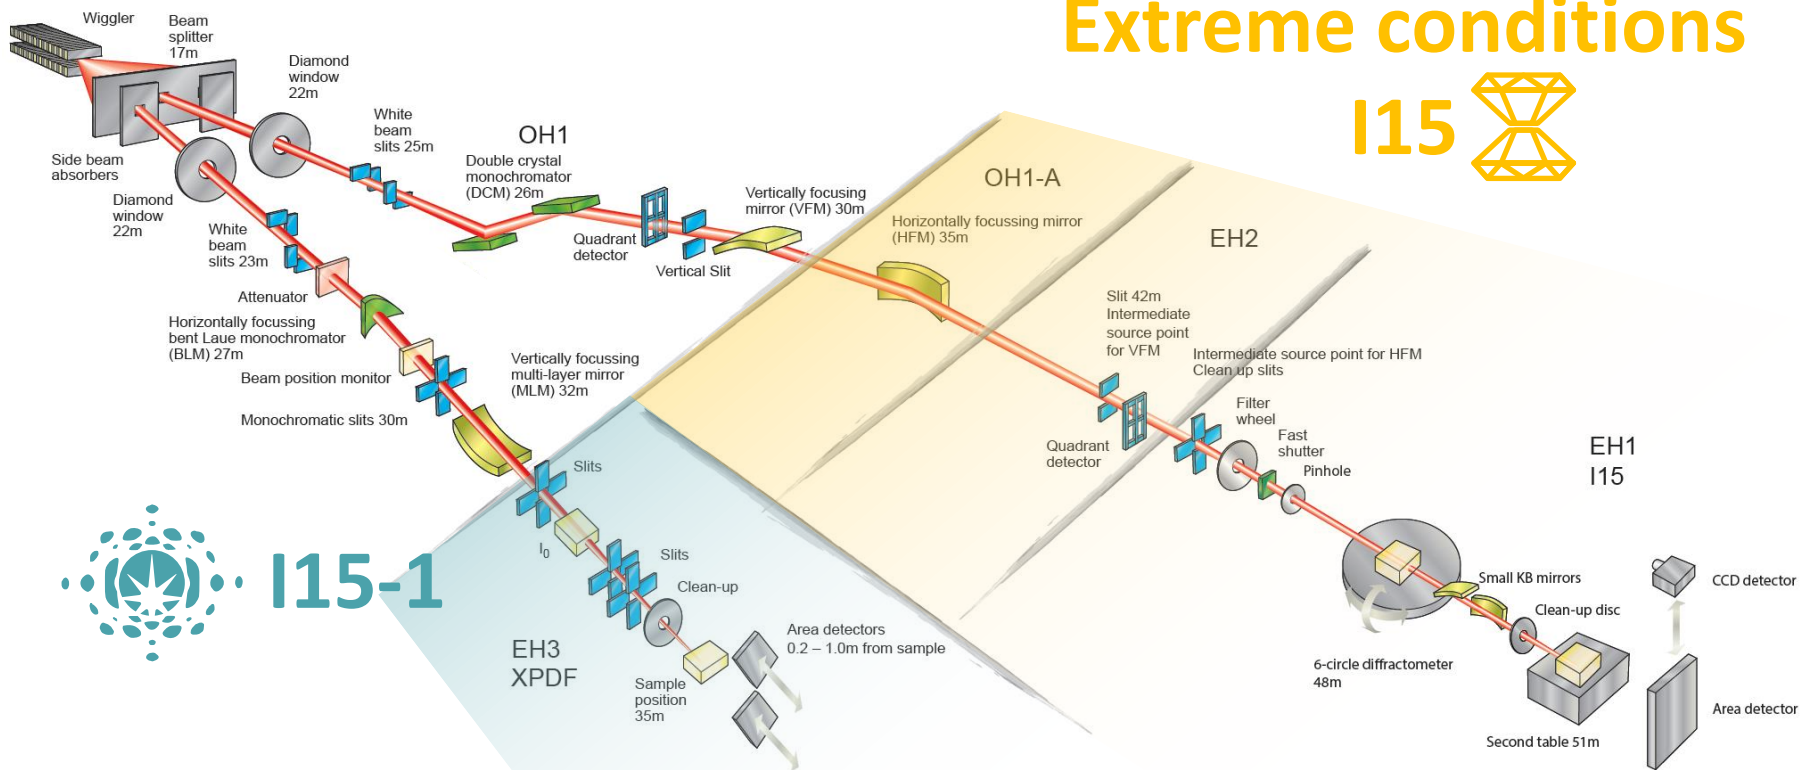 Extreme conditions
I15
Wiggler
Beam
splitter
17m
Diamond
window
22m
White
beam
slits 25m
OH1
Double crystal
monochromator
(DCM) 26m
Side beam
absorbers
Diamond
window
22m
White
beam
slits 23m
Attenuator
Horizontally focussing
bent Laue monochromator
(BLM) 27m
Beam position monitor
Monochromatic slits 30m
Quadrant
detector
Vertical Slit
Vertically focusing
mirror (VFM) 30m
OH1-A
Horizontally focussing mirror
(HFM) 35m
EH2
Vertically focussing
multi-layer mirror
(MLM) 32m
Slit 42m
Intermediate
source point
for VFM
Intermediate source point for HFM
Clean up slits
Quadrant
detector
Filter
wheel
Fast
shutter
Pinhole
EH1
I15
Slits
I0
Slits
Clean-up
I15-1
EH3
XPDF
Sample
position
35m
Area detectors
0.2 – 1.0m from sample
6-circle diffractometer
48m
Small KB mirrors
Clean-up disc
CCD detector
Second table 51m
Area detector